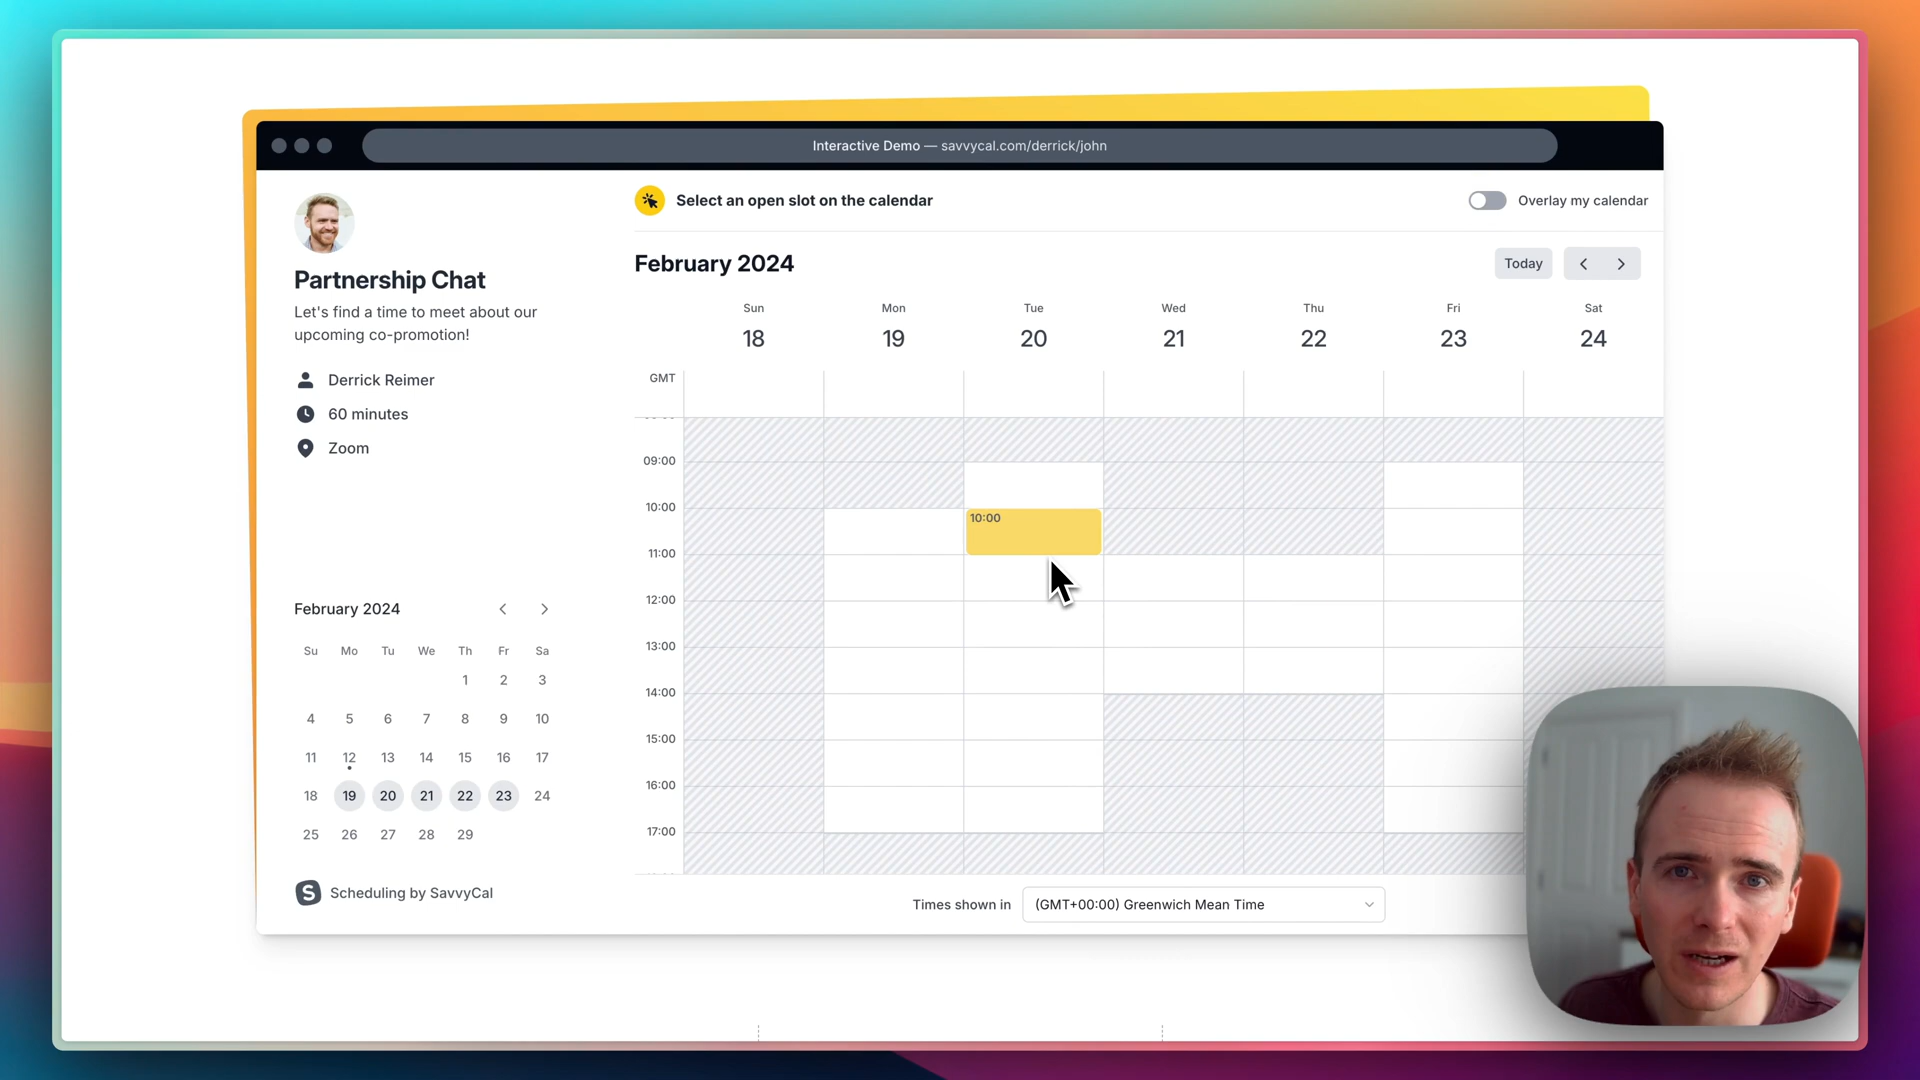 Interactive Demo — savvycal.com/derrick/john
Select an open slot on the calendar
Overlay my calendar
Partnership Chat
Let's find a time to meet about our
upcoming co-promotion!
Derrick Reimer
60 minutes
Zoom
February 2024
Today
Sun Mon Tue Wed Thu Fri Sat
18 19 20 21 22 23 24
GMT
09:00
10:00
10:00
11:00
12:00
13:00
14:00
15:00
16:00
17:00
February 2024
Su Mo Tu We Th Fr Sa
1 2 3
4 5 6 7 8 9 10
11 12 13 14 15 16 17
18 19 20 21 22 23 24
25 26 27 28 29
S Scheduling by SavvyCal
Times shown in (GMT+00:00) Greenwich Mean Time